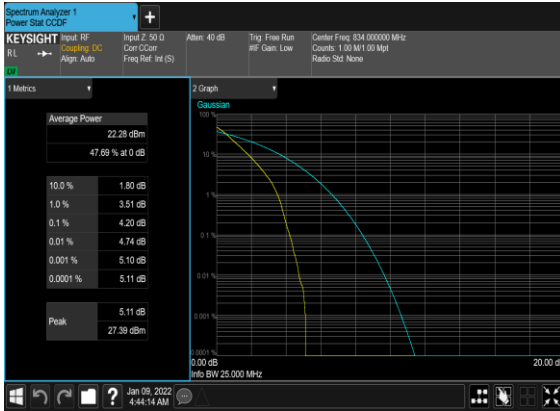 Spectrum Analyzer 1
Power Stat CCDF
KEYSIGHT
RL
Input: RF
Coupling: DC
Align: Auto
Input Z: 50 Ω
Corr CCorr
Freq Ref: Int (S)
Atten: 40 dB
Trig: Free Run
#IF Gain: Low
Center Freq: 834.000000 MHz
Counts: 1.00 M/1.00 Mpt
Radio Std: None
1 Metrics
Average Power
22.28 dBm
47.69 % at 0 dB
10.0 % 1.80 dB
1.0 % 3.51 dB
0.1 % 4.20 dB
0.01 % 4.74 dB
0.001 % 5.10 dB
0.0001 % 5.11 dB
Peak
5.11 dB
27.39 dBm
2 Graph
Gaussian
100 %
10 %
1 %
0.1 %
0.01 %
0.001 %
0.0001 %
0.00 dB
20.00 d
Info BW 25.000 MHz
Jan 09, 2022
4:44:14 AM